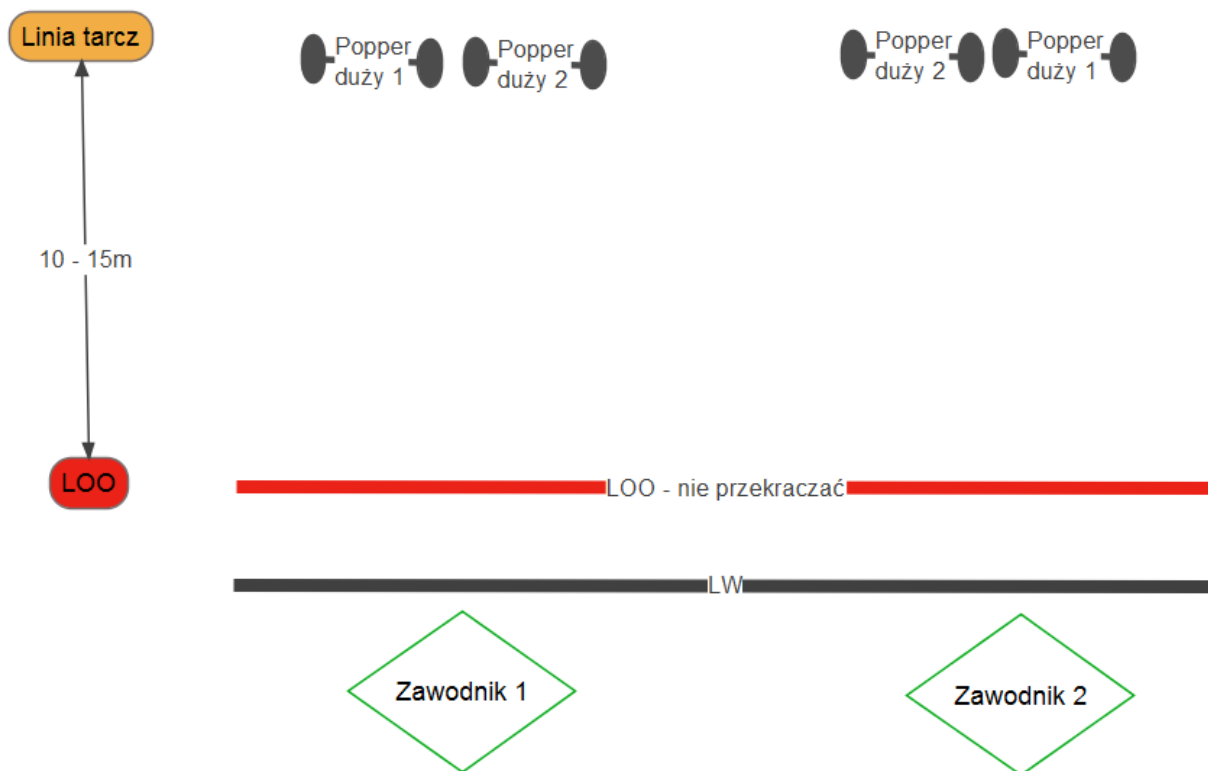 Linia tarcz
Popper
duży 1
Popper
duży 2
Popper
duży 2
Popper
duży 1
10 - 15m
LOO
LOO - nie przekraczać
LW
Zawodnik 1
Zawodnik 2